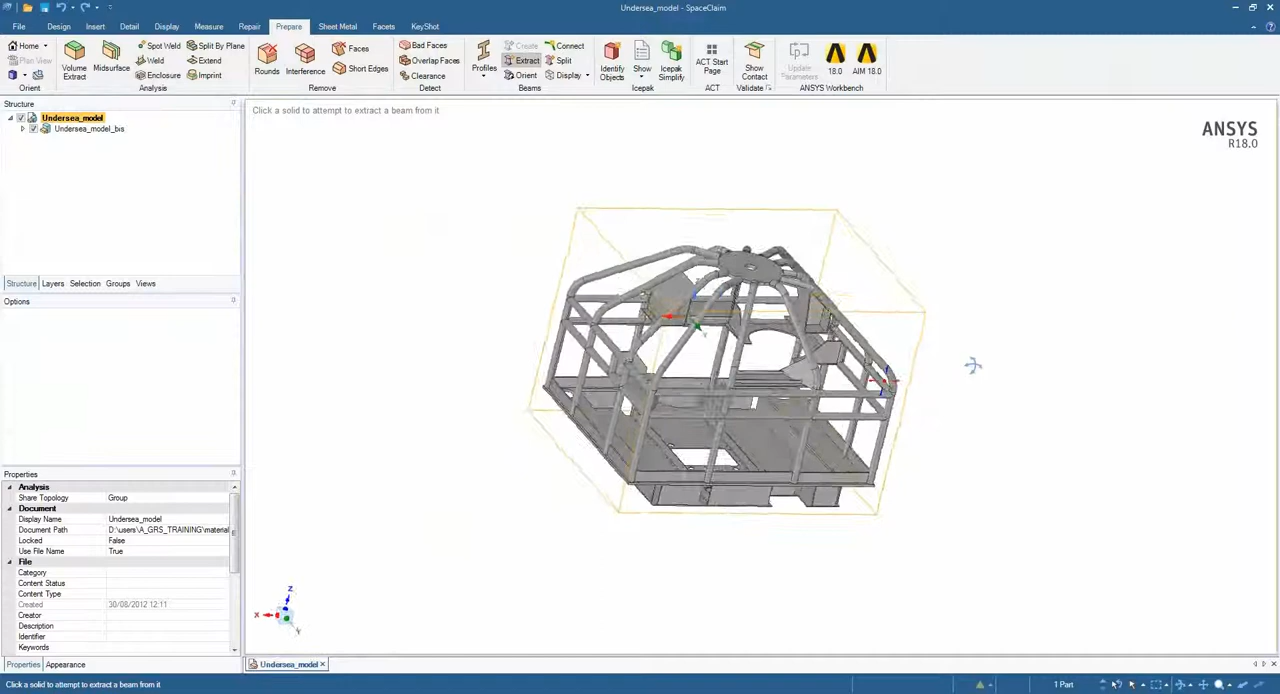 Undersea_model - SpaceClaim
File Design Insert Detail Display Measure Repair Prepare Sheet Metal Facets KeyShot
Home
Plan View
Orient
Volume Extract
Midsurface
Spot Weld
Weld
Enclosure
Split By Plane
Extend
Imprint
Analysis
Rounds
Interference
Faces
Short Edges
Remove
Bad Faces
Overlap Faces
Clearance
Detect
Profiles
Create
Extract
Orient
Connect
Split
Display
Beams
Identify Objects
Show
Icepak Simplify
Icepak
ACT Start Page
ACT
Show Contact
Validate
Update Parameters
18.0
AIM 18.0
ANSYS Workbench
Structure
Undersea_model
Undersea_model_bis
Structure Layers Selection Groups Views
Options
Properties
Analysis
Share Topology Group
Document
Display Name Undersea_model
Document Path D:\users\A_GRS_TRAINING\material
Locked False
Use File Name True
File
Category
Content Status
Content Type
Created 30/08/2012 12:11
Creator
Description
Identifier
Keywords
Properties Appearance
Click a solid to attempt to extract a beam from it
ANSYS
R18.0
Z
X
Y
Undersea_model
Click a solid to attempt to extract a beam from it
1 Part